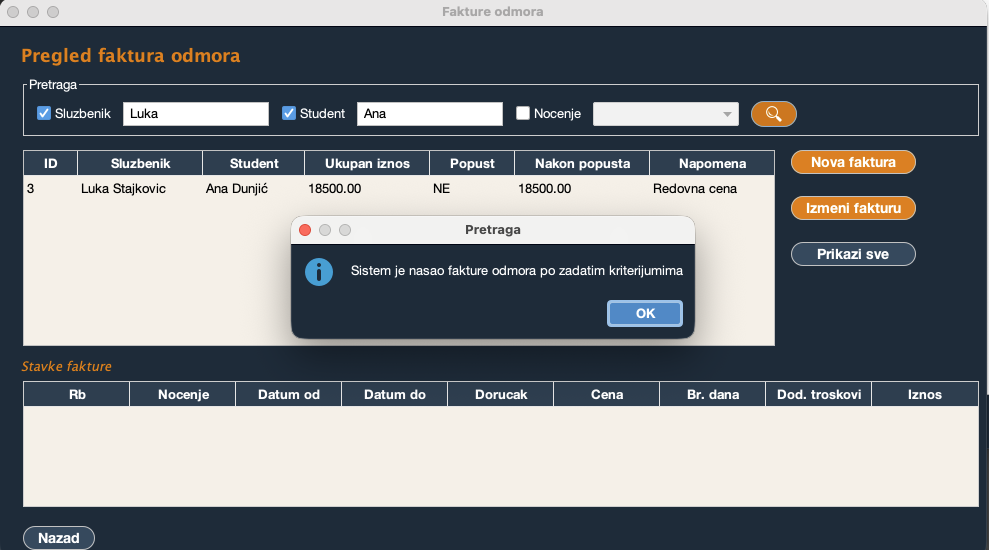 Fakture odmora
Pregled faktura odmora
Pretraga
Sluzbenik Luka Student Ana Nocenje
ID Sluzbenik Student Ukupan iznos Popust Nakon popusta Napomena
3 Luka Stajkovic Ana Dunjić 18500.00 NE 18500.00 Redovna cena
Nova faktura
Izmeni fakturu
Prikazi sve
Pretraga
Sistem je nasao fakture odmora po zadatim kriterijumima
OK
Stavke fakture
Rb Nocenje Datum od Datum do Dorucak Cena Br. dana Dod. troskovi Iznos
Nazad